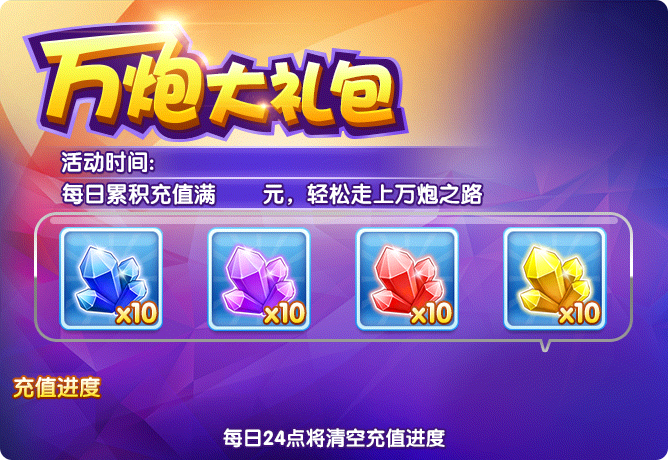 万炮大礼包
活动时间:
每日累积充值满 元，轻松走上万炮之路
x10 x10 x10 x10
充值进度
每日24点将清空充值进度